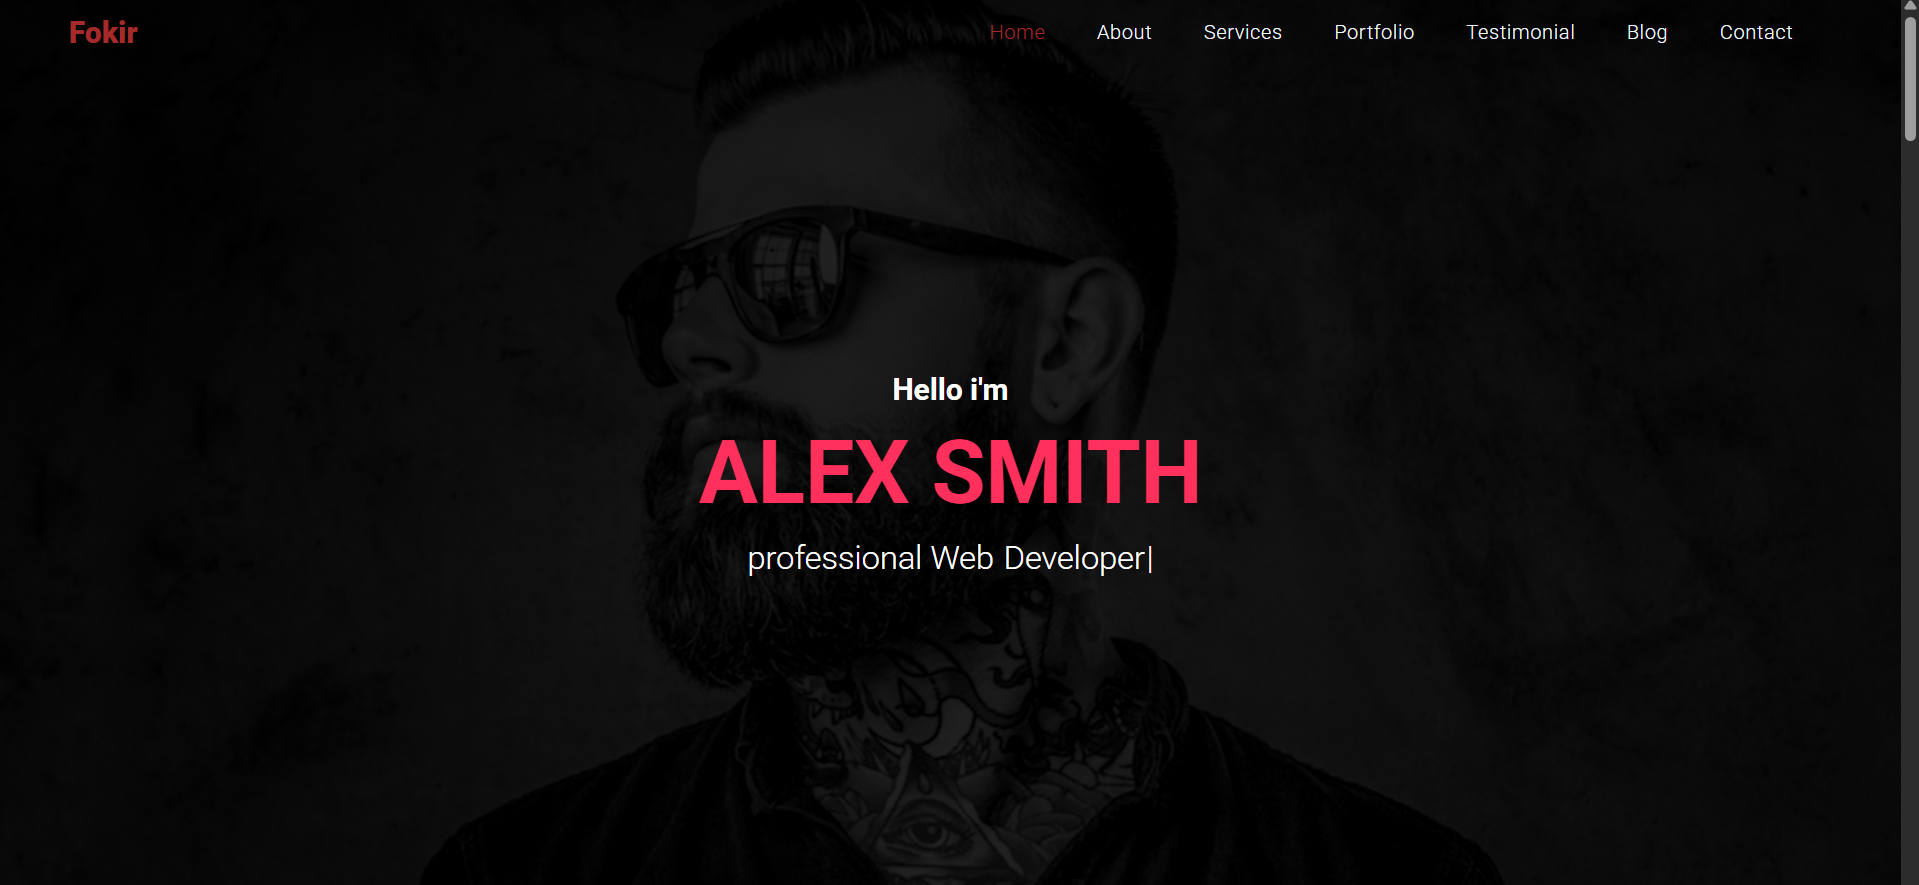 Fokir
Home About Services Portfolio Testimonial Blog Contact
Hello i'm
ALEX SMITH
professional Web Developer|